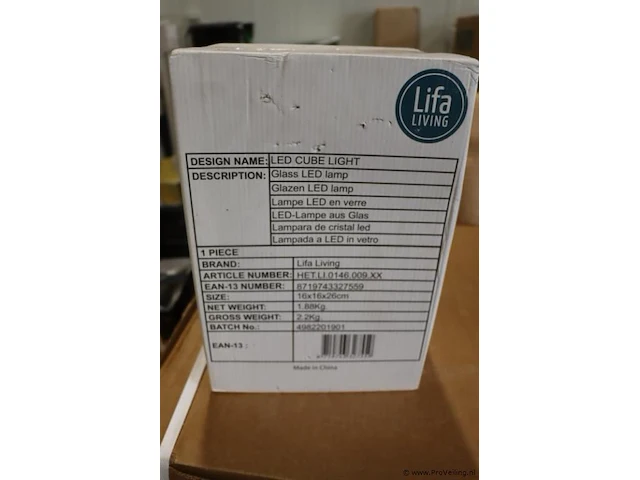 Lifa
LIVING
DESIGN NAME: LED CUBE LIGHT
DESCRIPTION: Glass LED lamp
Glazen LED lamp
Lampe LED en verre
LED-Lampe aus Glas
Lampara de cristal led
Lampada a LED in vetro
1 PIECE
BRAND: Lifa Living
ARTICLE NUMBER: HET.LI.0146.009.XX
EAN-13 NUMBER: 8719743327559
SIZE: 16x16x26cm
NET WEIGHT: 1.88Kg
GROSS WEIGHT: 2.2Kg
BATCH No.: 4982201901
EAN-13 :
Made in China
© www.ProVeiling.nl